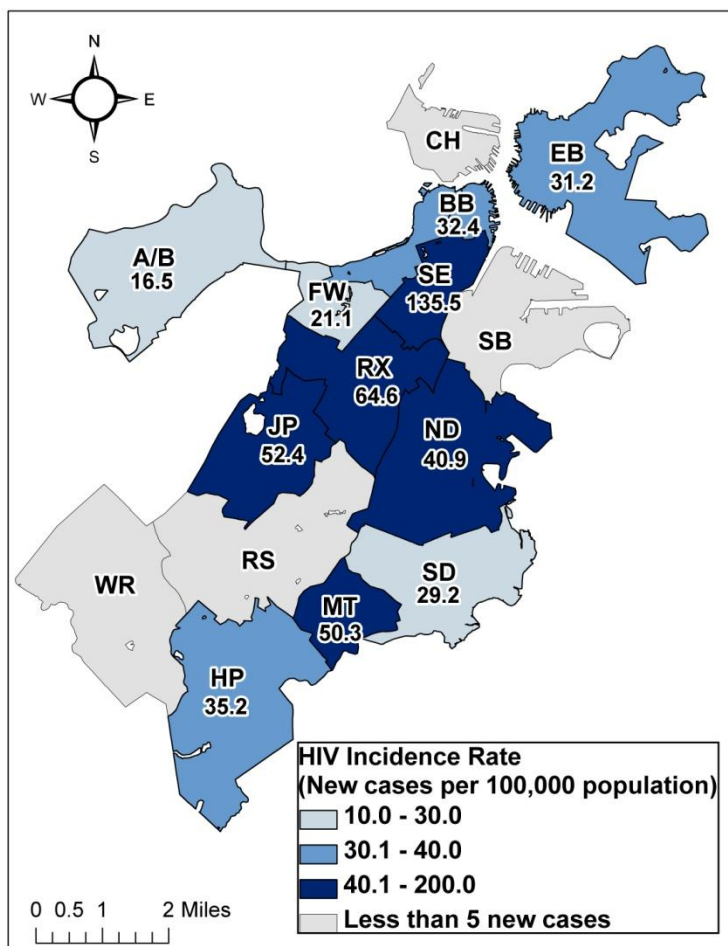 N
W E
S
CH
EB
31.2
BB
32.4
A/B
16.5
SE
135.5
FW
21.1
SB
RX
64.6
JP
52.4
ND
40.9
RS
WR
SD
29.2
MT
50.3
HP
35.2
HIV Incidence Rate
(New cases per 100,000 population)
10.0 - 30.0
30.1 - 40.0
40.1 - 200.0
Less than 5 new cases
0 0.5 1 2 Miles